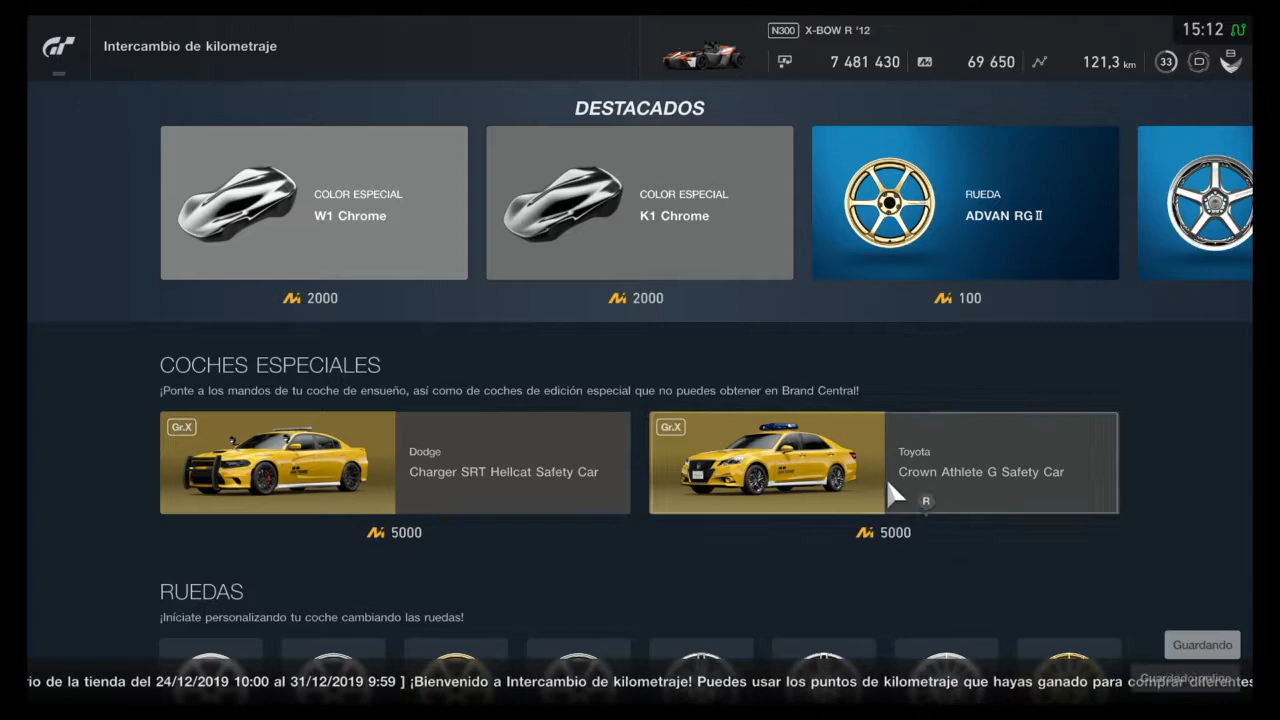 Intercambio de kilometraje
N300 X-BOW R '12
15:12
7 481 430
69 650
121,3 km
33
DESTACADOS
COLOR ESPECIAL
W1 Chrome
2000
COLOR ESPECIAL
K1 Chrome
2000
RUEDA
ADVAN RG II
100
COCHES ESPECIALES
¡Ponte a los mandos de tu coche de ensueño, así como de coches de edición especial que no puedes obtener en Brand Central!
Gr.X
Dodge
Charger SRT Hellcat Safety Car
5000
Gr.X
Toyota
Crown Athlete G Safety Car
R
5000
RUEDAS
¡Iníciate personalizando tu coche cambiando las ruedas!
Guardando
Guardado online
io de la tienda del 24/12/2019 10:00 al 31/12/2019 9:59 ] ¡Bienvenido a Intercambio de kilometraje! Puedes usar los puntos de kilometraje que hayas ganado para comprar diferentes